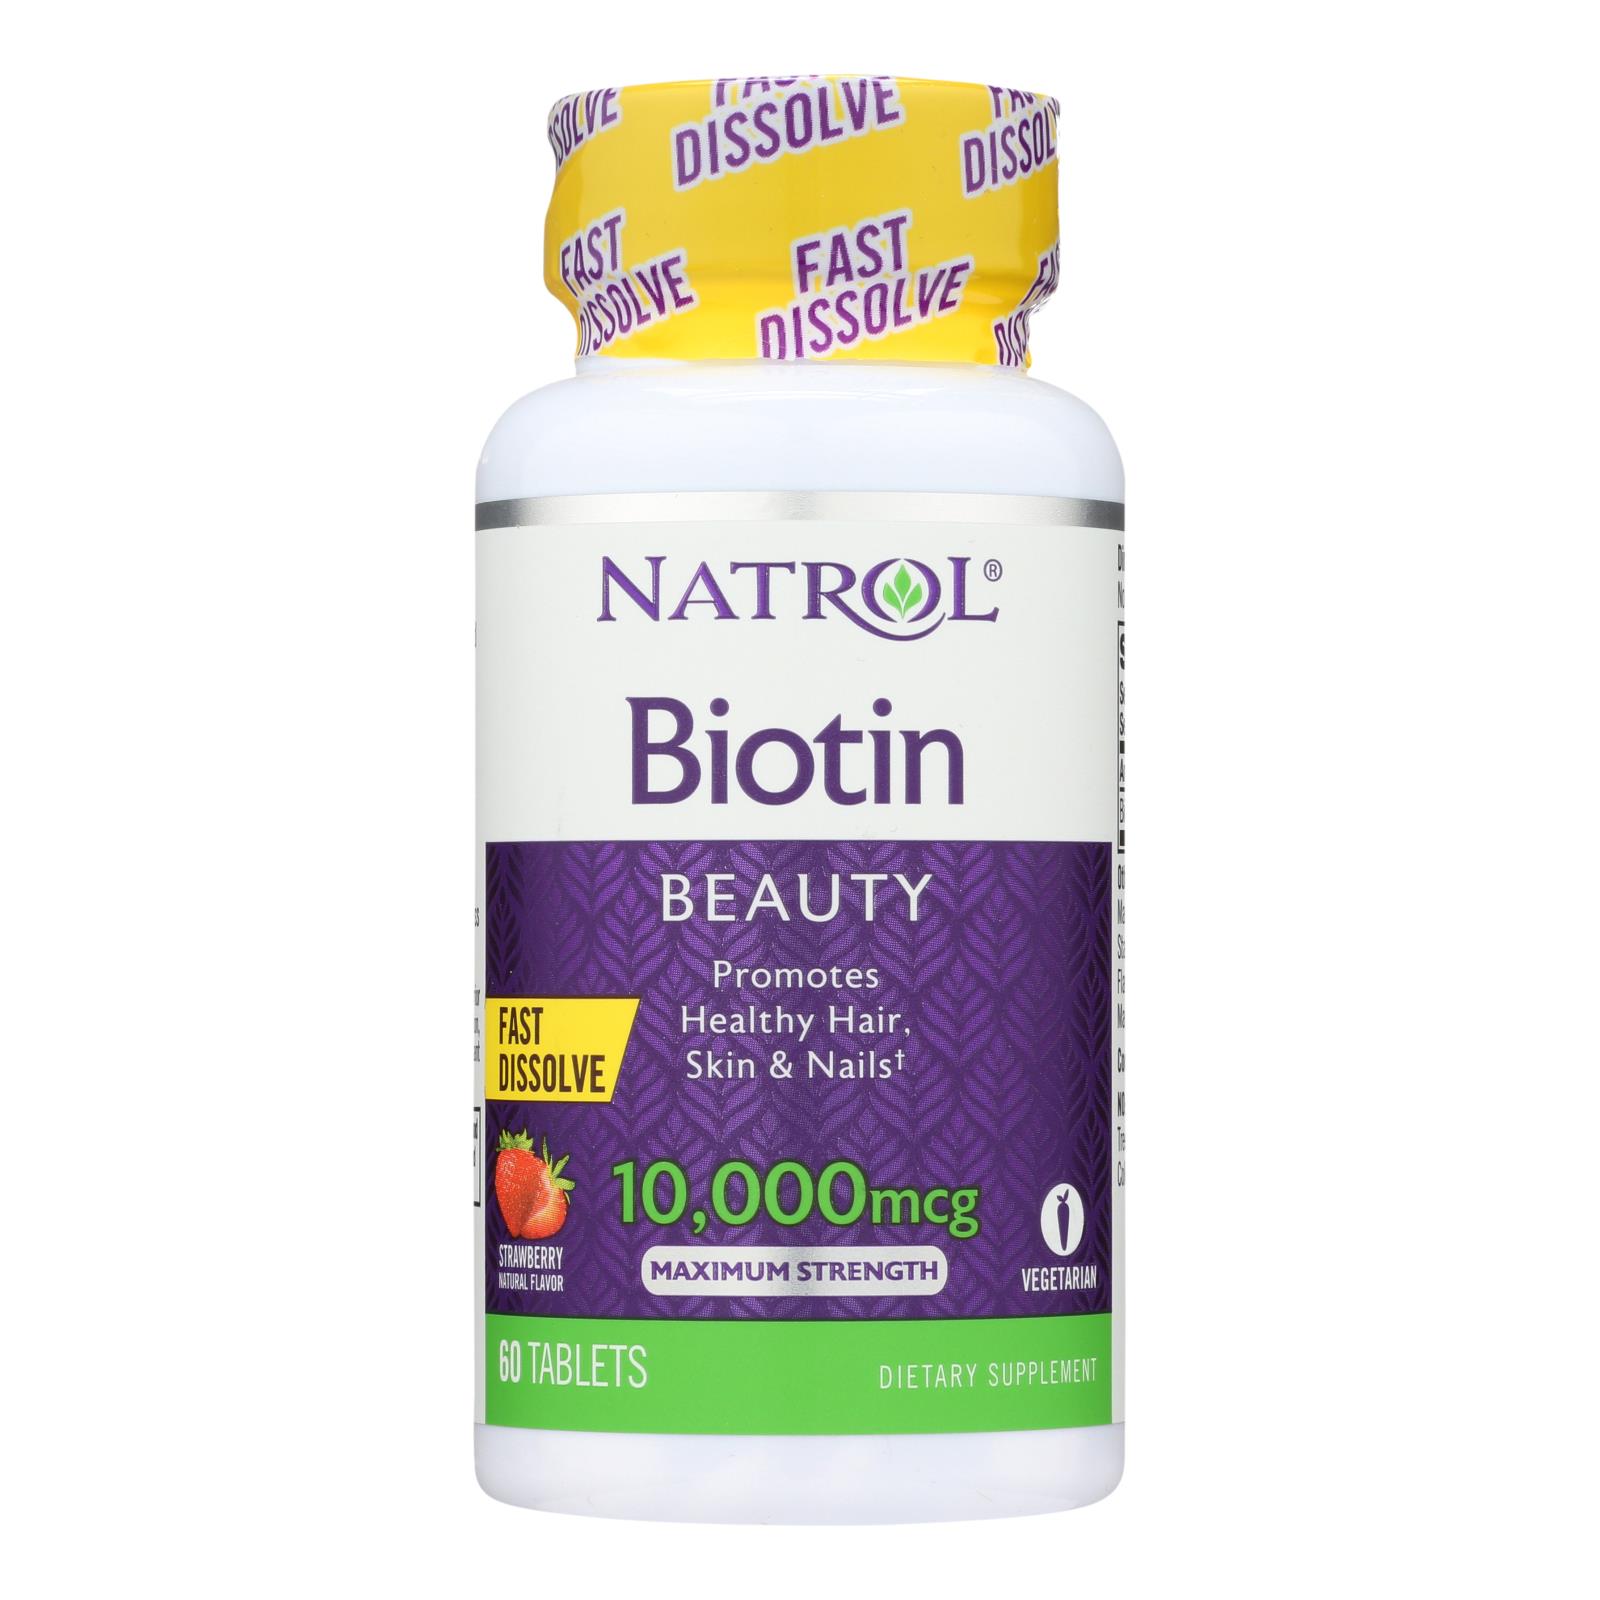 FAST
DISSOLVE
FAST
DISSOLVE
FAST
DISSOLVE
NATROL®
Biotin
BEAUTY
Promotes
Healthy Hair,
Skin & Nails†
FAST
DISSOLVE
10,000mcg
MAXIMUM STRENGTH
STRAWBERRY
NATURAL FLAVOR
VEGETARIAN
60 TABLETS
DIETARY SUPPLEMENT